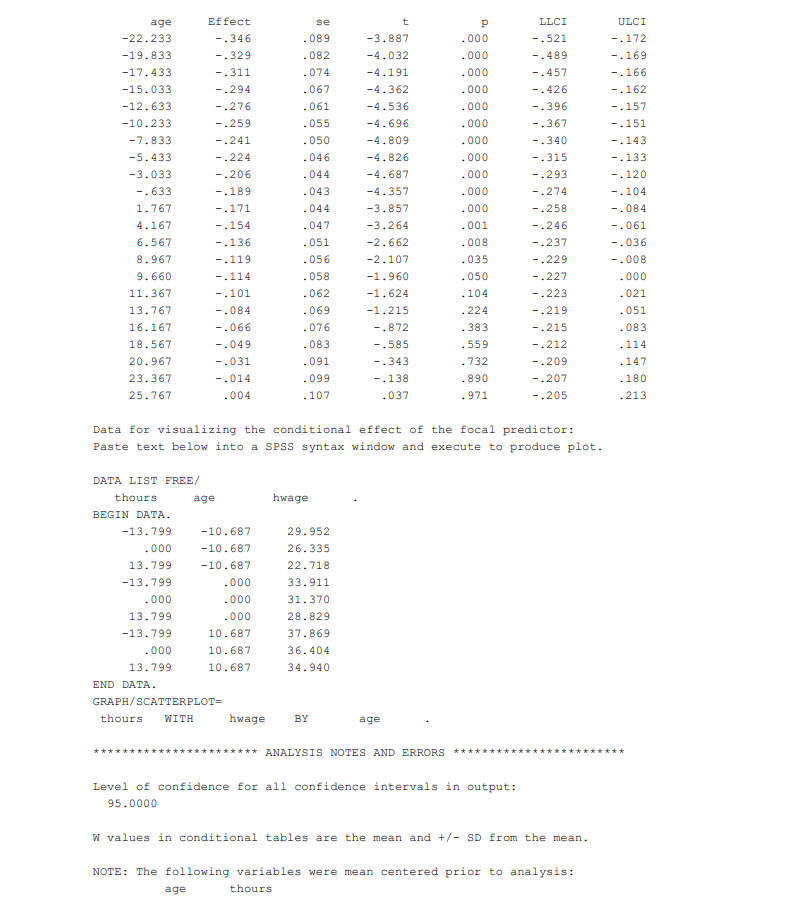 age Effect se t p LLCI ULCI
-22.233 -.346 .089 -3.887 .000 -.521 -.172
-19.833 -.329 .082 -4.032 .000 -.489 -.169
-17.433 -.311 .074 -4.191 .000 -.457 -.166
-15.033 -.294 .067 -4.362 .000 -.426 -.162
-12.633 -.276 .061 -4.536 .000 -.396 -.157
-10.233 -.259 .055 -4.696 .000 -.367 -.151
-7.833 -.241 .050 -4.809 .000 -.340 -.143
-5.433 -.224 .046 -4.826 .000 -.315 -.133
-3.033 -.206 .044 -4.687 .000 -.293 -.120
-.633 -.189 .043 -4.357 .000 -.274 -.104
1.767 -.171 .044 -3.857 .000 -.258 -.084
4.167 -.154 .047 -3.264 .001 -.246 -.061
6.567 -.136 .051 -2.662 .008 -.237 -.036
8.967 -.119 .056 -2.107 .035 -.229 -.008
9.660 -.114 .058 -1.960 .050 -.227 .000
11.367 -.101 .062 -1.624 .104 -.223 .021
13.767 -.084 .069 -1.215 .224 -.219 .051
16.167 -.066 .076 -.872 .383 -.215 .083
18.567 -.049 .083 -.585 .559 -.212 .114
20.967 -.031 .091 -.343 .732 -.209 .147
23.367 -.014 .099 -.138 .890 -.207 .180
25.767 .004 .107 .037 .971 -.205 .213
Data for visualizing the conditional effect of the focal predictor:
Paste text below into a SPSS syntax window and execute to produce plot.
DATA LIST FREE/
thours age hwage .
BEGIN DATA.
-13.799 -10.687 29.952
.000 -10.687 26.335
13.799 -10.687 22.718
-13.799 .000 33.911
.000 .000 31.370
13.799 .000 28.829
-13.799 10.687 37.869
.000 10.687 36.404
13.799 10.687 34.940
END DATA.
GRAPH/SCATTERPLOT=
thours WITH hwage BY age .
*********************** ANALYSIS NOTES AND ERRORS ************************
Level of confidence for all confidence intervals in output:
95.0000
W values in conditional tables are the mean and +/- SD from the mean.
NOTE: The following variables were mean centered prior to analysis:
age thours